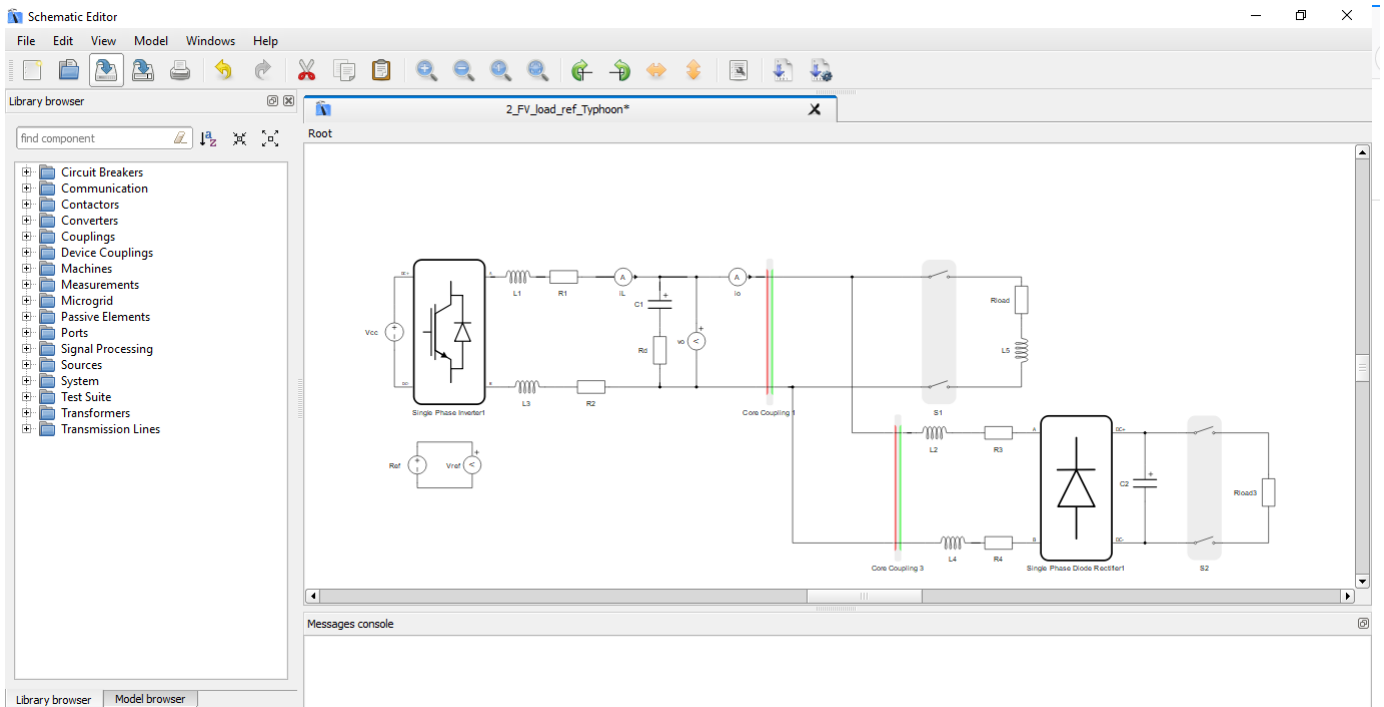 Schematic Editor
File Edit View Model Windows Help
Library browser
2_FV_load_ref_Typhoon*
find component
Root
Circuit Breakers
Communication
Contactors
Converters
Couplings
Device Couplings
Machines
Measurements
Microgrid
Passive Elements
Ports
Signal Processing
Sources
System
Test Suite
Transformers
Transmission Lines
DC+
A
L1
R1
A
iL
C1
A
io
Vcc
Rd
vo
V
B
L3
R2
Single Phase Inverter1
Core Coupling 1
Rload
L5
S1
Ref
Vref
V
L2
R3
A
DC+
C2
Rload3
L4
R4
B
DC-
Core Coupling 3
Single Phase Diode Rectifier1
S2
Messages console
Library browser
Model browser